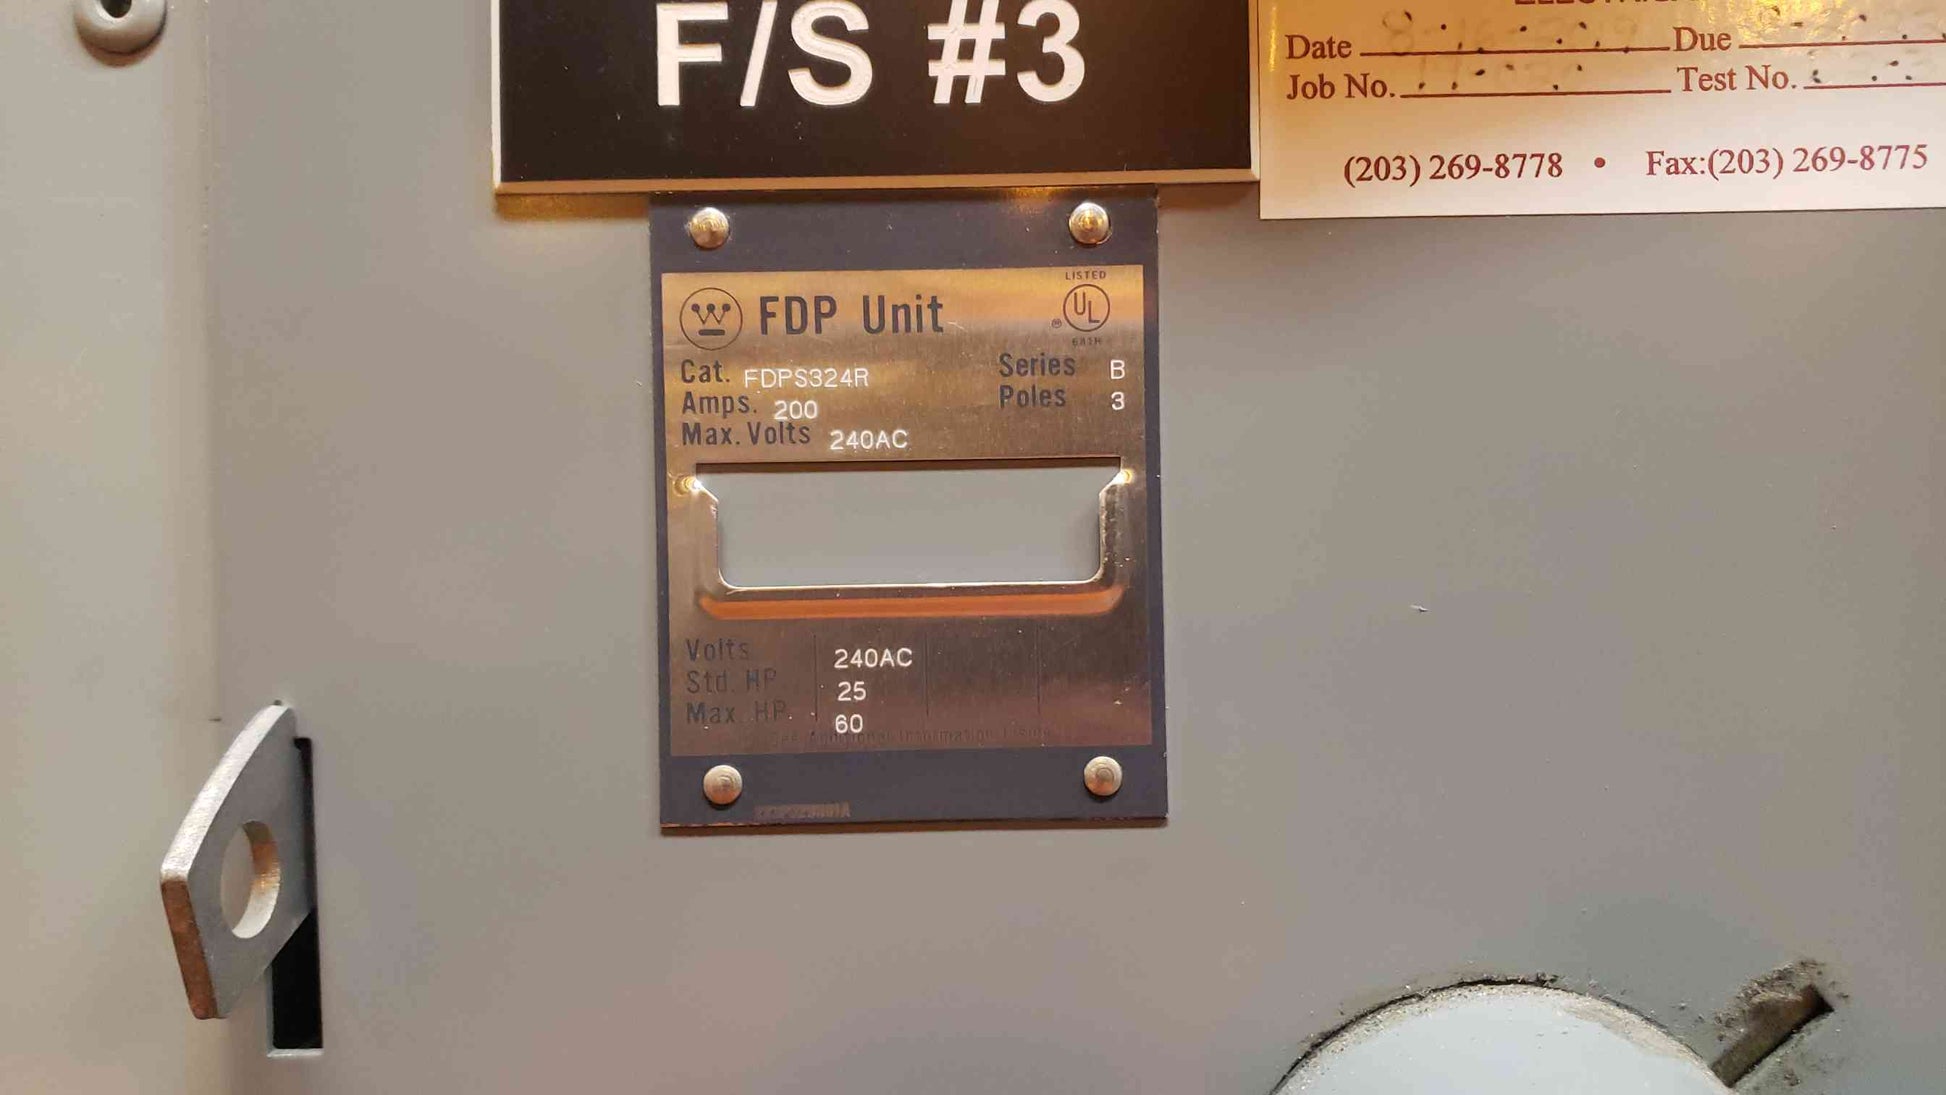 F/S #3
Date Due
Job No. Test No.
(203) 269-8778 • Fax:(203) 269-8775
LISTED
FDP Unit
UL
®
Cat. FDPS324R Series B
Amps. 200 Poles 3
Max. Volts 240AC
Volts 240AC
Std. HP 25
Max. HP. 60